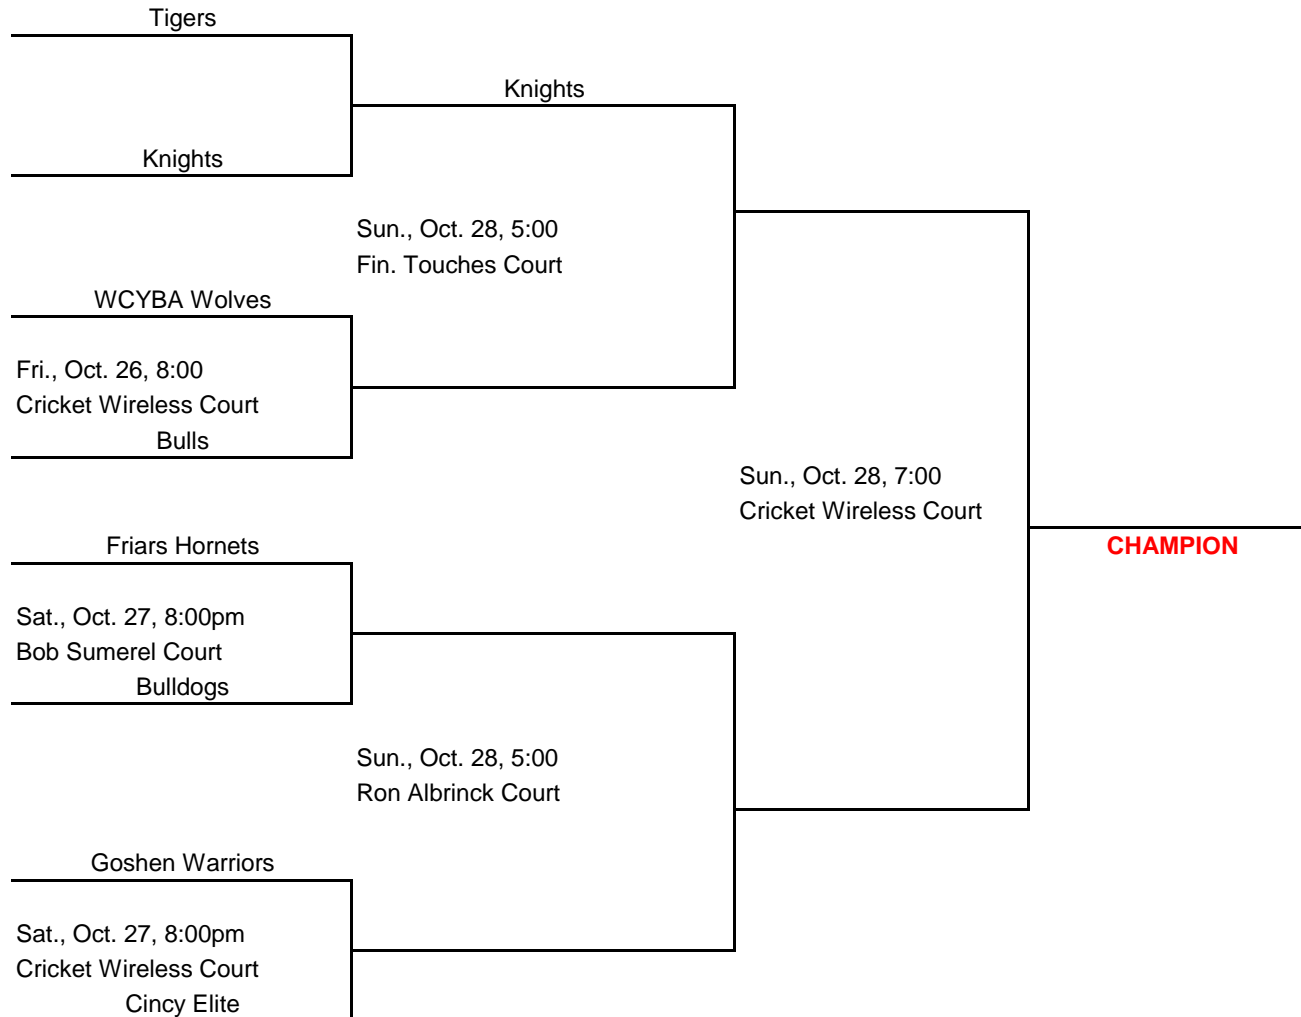 Tigers
Knights
Knights
Sun., Oct. 28, 5:00
Fin. Touches Court
WCYBA Wolves
Fri., Oct. 26, 8:00
Cricket Wireless Court
Bulls
Sun., Oct. 28, 7:00
Cricket Wireless Court
CHAMPION
Friars Hornets
Sat., Oct. 27, 8:00pm
Bob Sumerel Court
Bulldogs
Sun., Oct. 28, 5:00
Ron Albrinck Court
Goshen Warriors
Sat., Oct. 27, 8:00pm
Cricket Wireless Court
Cincy Elite